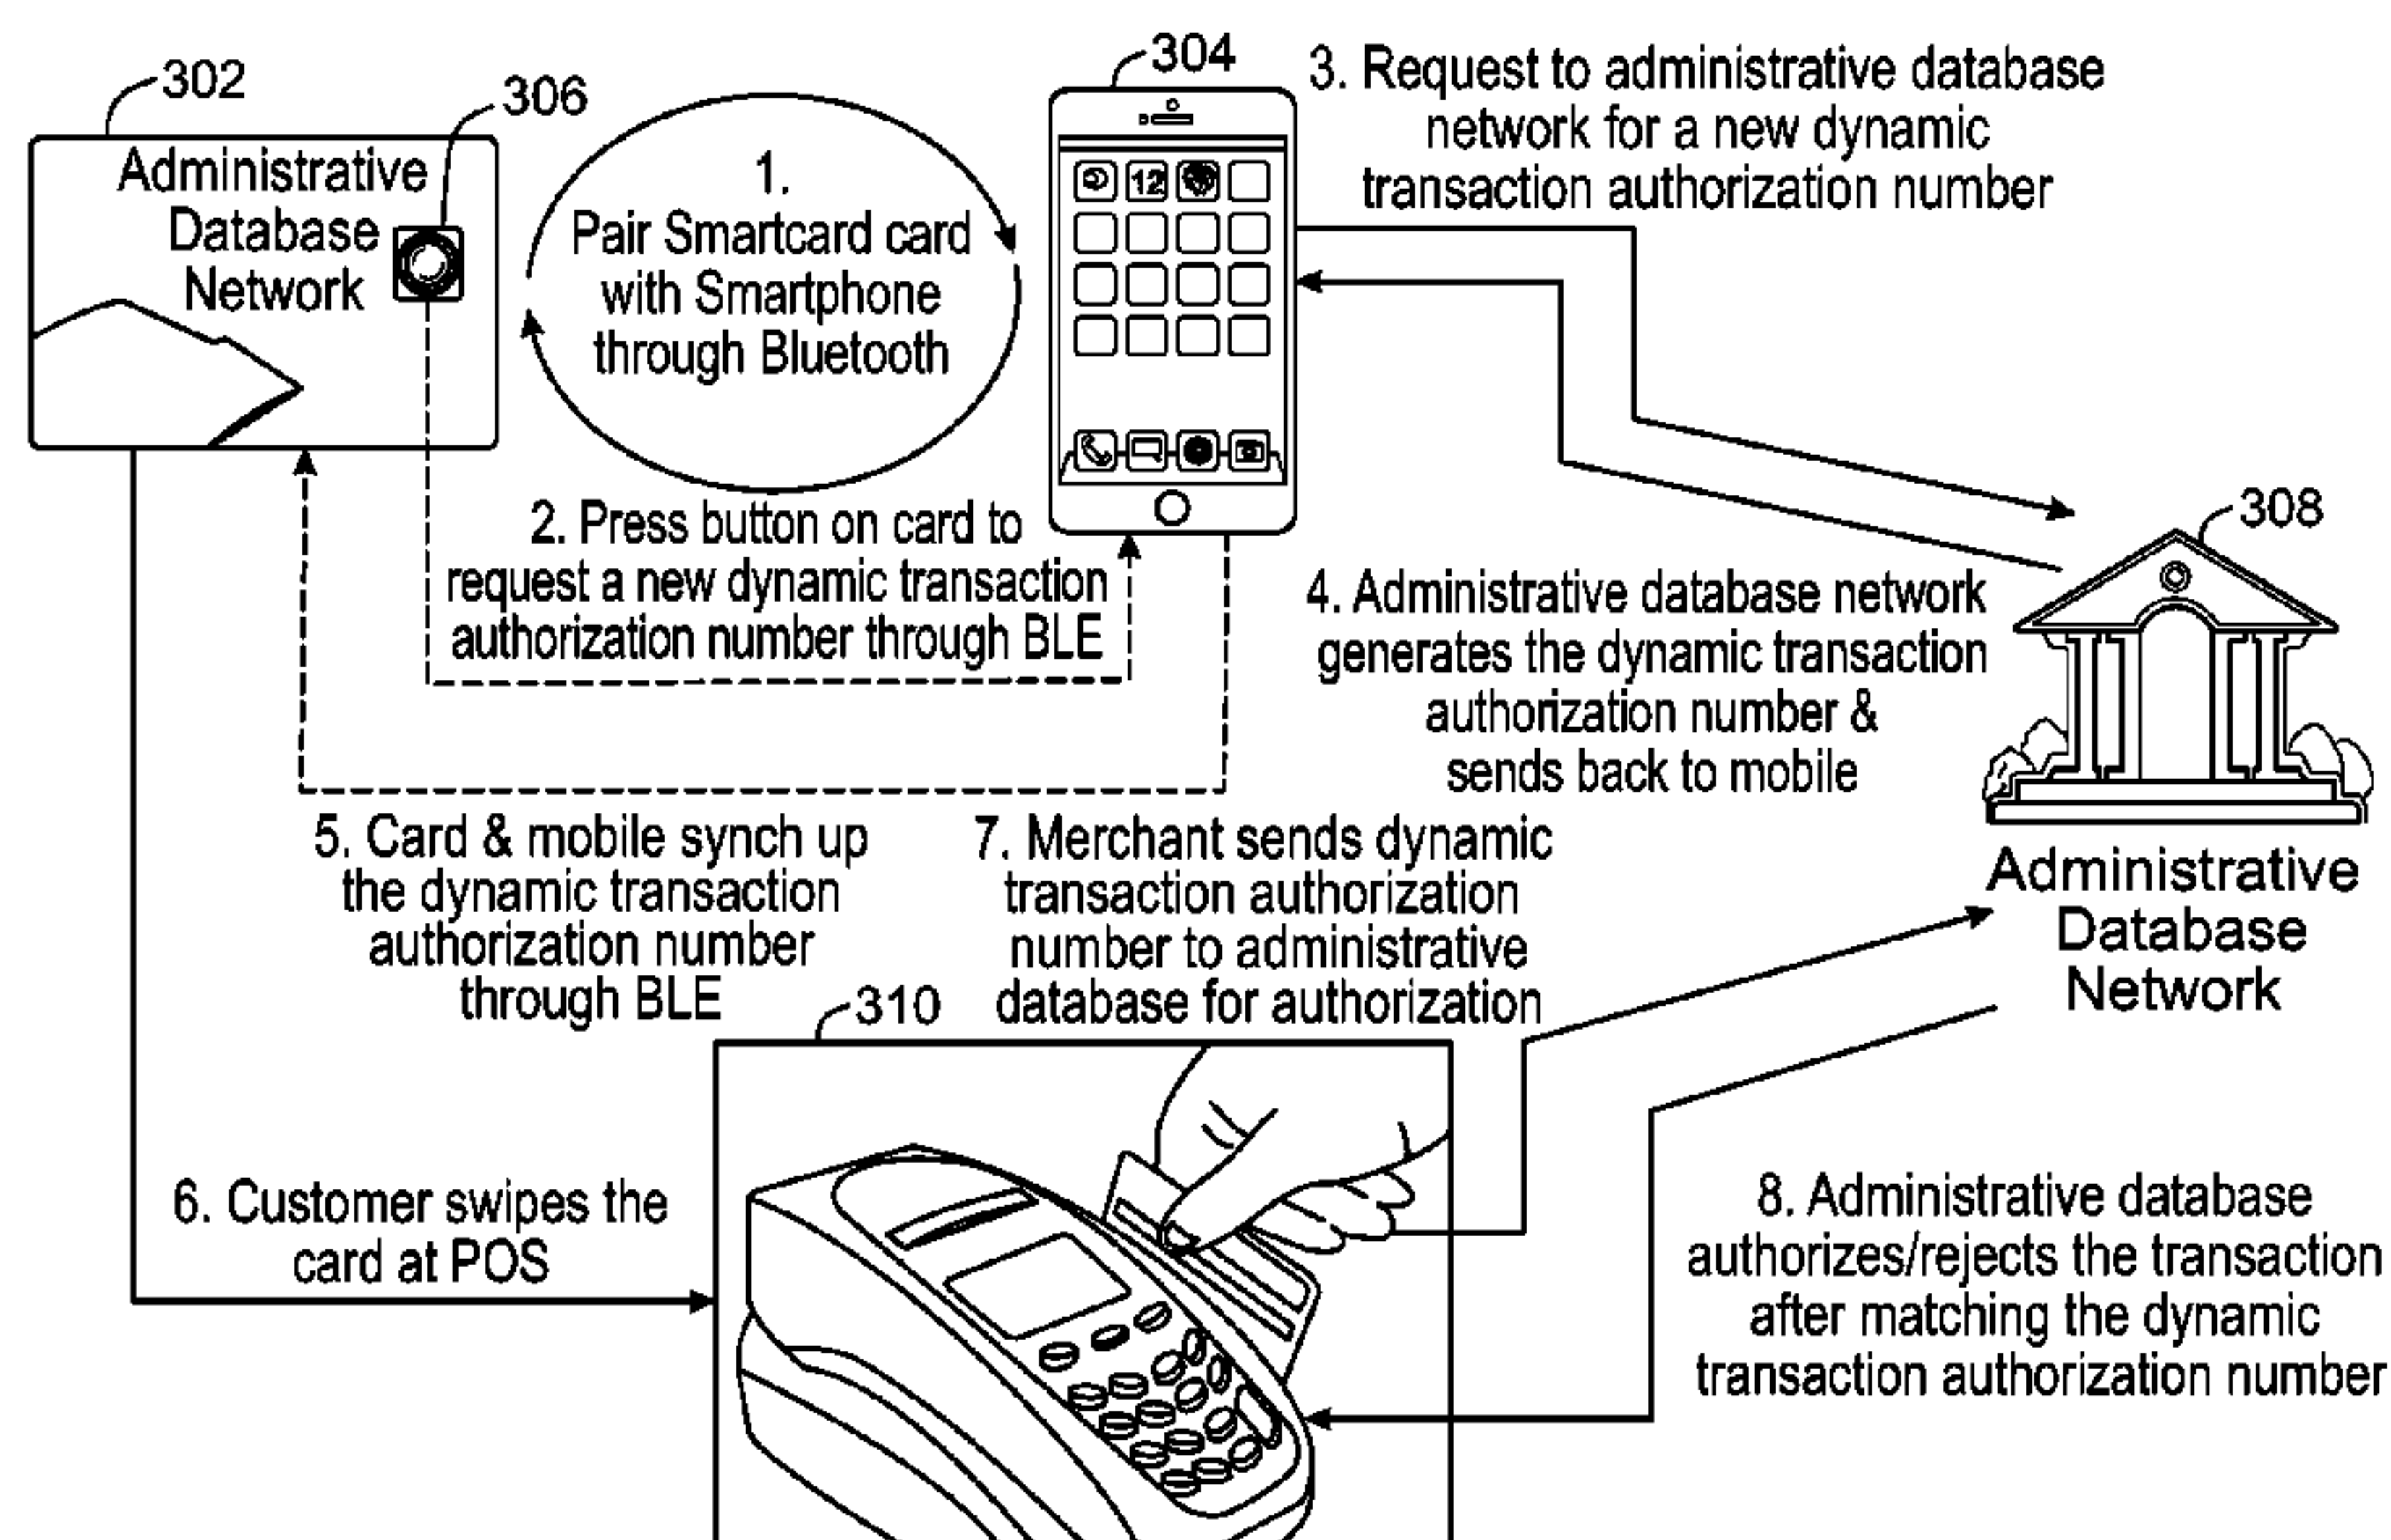 302
306
Administrative
Database
Network
1.
Pair Smartcard card
with Smartphone
through Bluetooth
304
12
3. Request to administrative database
network for a new dynamic
transaction authorization number
2. Press button on card to
request a new dynamic transaction
authorization number through BLE
308
4. Administrative database network
generates the dynamic transaction
authorization number &
sends back to mobile
Administrative
Database
Network
5. Card & mobile synch up
the dynamic transaction
authorization number
through BLE
7. Merchant sends dynamic
transaction authorization
number to administrative
database for authorization
310
6. Customer swipes the
card at POS
8. Administrative database
authorizes/rejects the transaction
after matching the dynamic
transaction authorization number